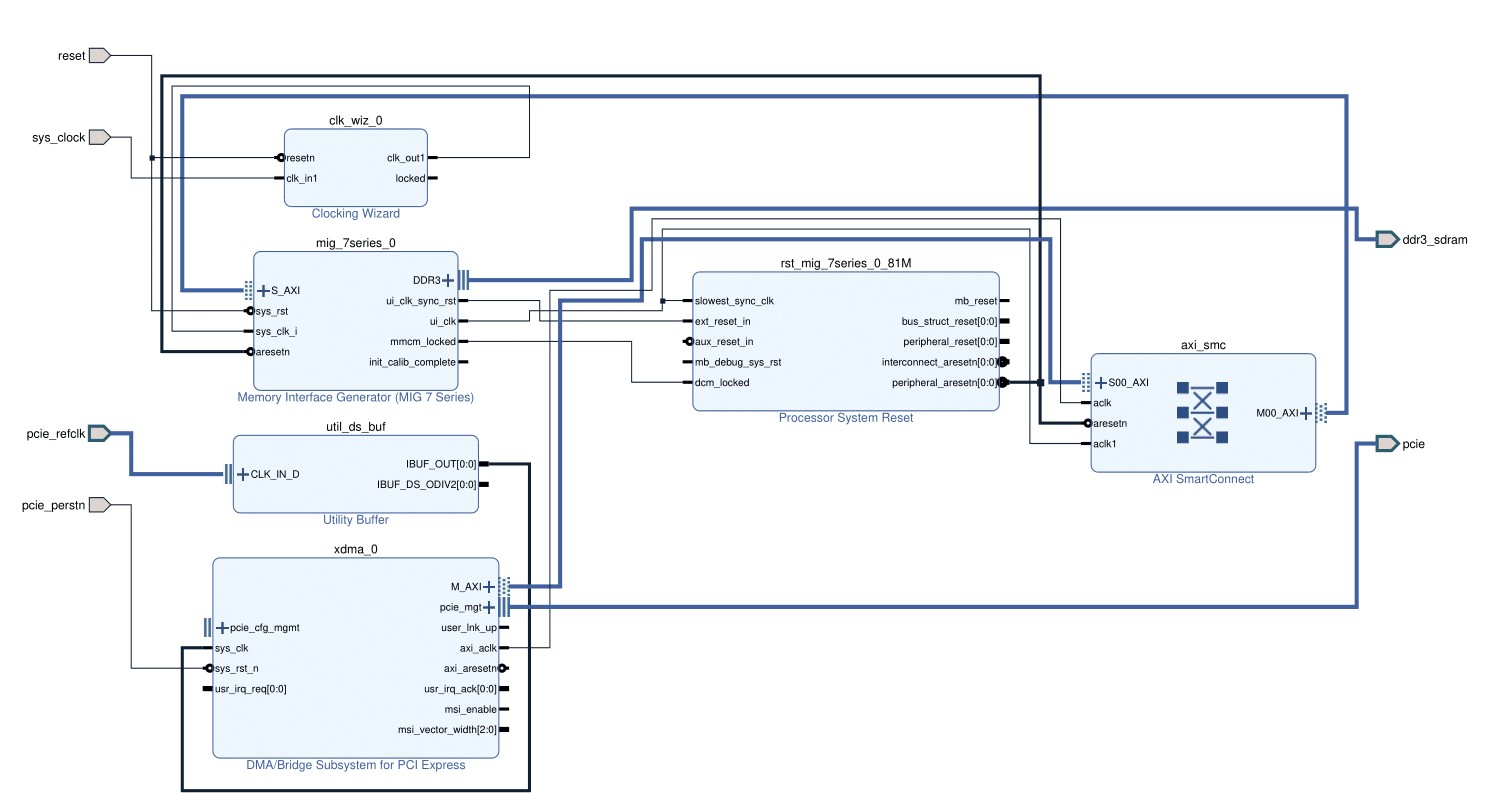 reset
sys_clock
clk_wiz_0
resetn
clk_in1
clk_out1
locked
Clocking Wizard
mig_7series_0
S_AXI
sys_rst
sys_clk_i
aresetn
DDR3
ui_clk_sync_rst
ui_clk
mmcm_locked
init_calib_complete
Memory Interface Generator (MIG 7 Series)
rst_mig_7series_0_81M
slowest_sync_clk
ext_reset_in
aux_reset_in
mb_debug_sys_rst
dcm_locked
mb_reset
bus_struct_reset[0:0]
peripheral_reset[0:0]
interconnect_aresetn[0:0]
peripheral_aresetn[0:0]
Processor System Reset
axi_smc
S00_AXI
aclk
aresetn
aclk1
M00_AXI
AXI SmartConnect
ddr3_sdram
pcie
pcie_refclk
pcie_perstn
util_ds_buf
CLK_IN_D
IBUF_OUT[0:0]
IBUF_DS_ODIV2[0:0]
Utility Buffer
xdma_0
pcie_cfg_mgmt
sys_clk
sys_rst_n
usr_irq_req[0:0]
M_AXI
pcie_mgt
user_lnk_up
axi_aclk
axi_aresetn
usr_irq_ack[0:0]
msi_enable
msi_vector_width[2:0]
DMA/Bridge Subsystem for PCI Express